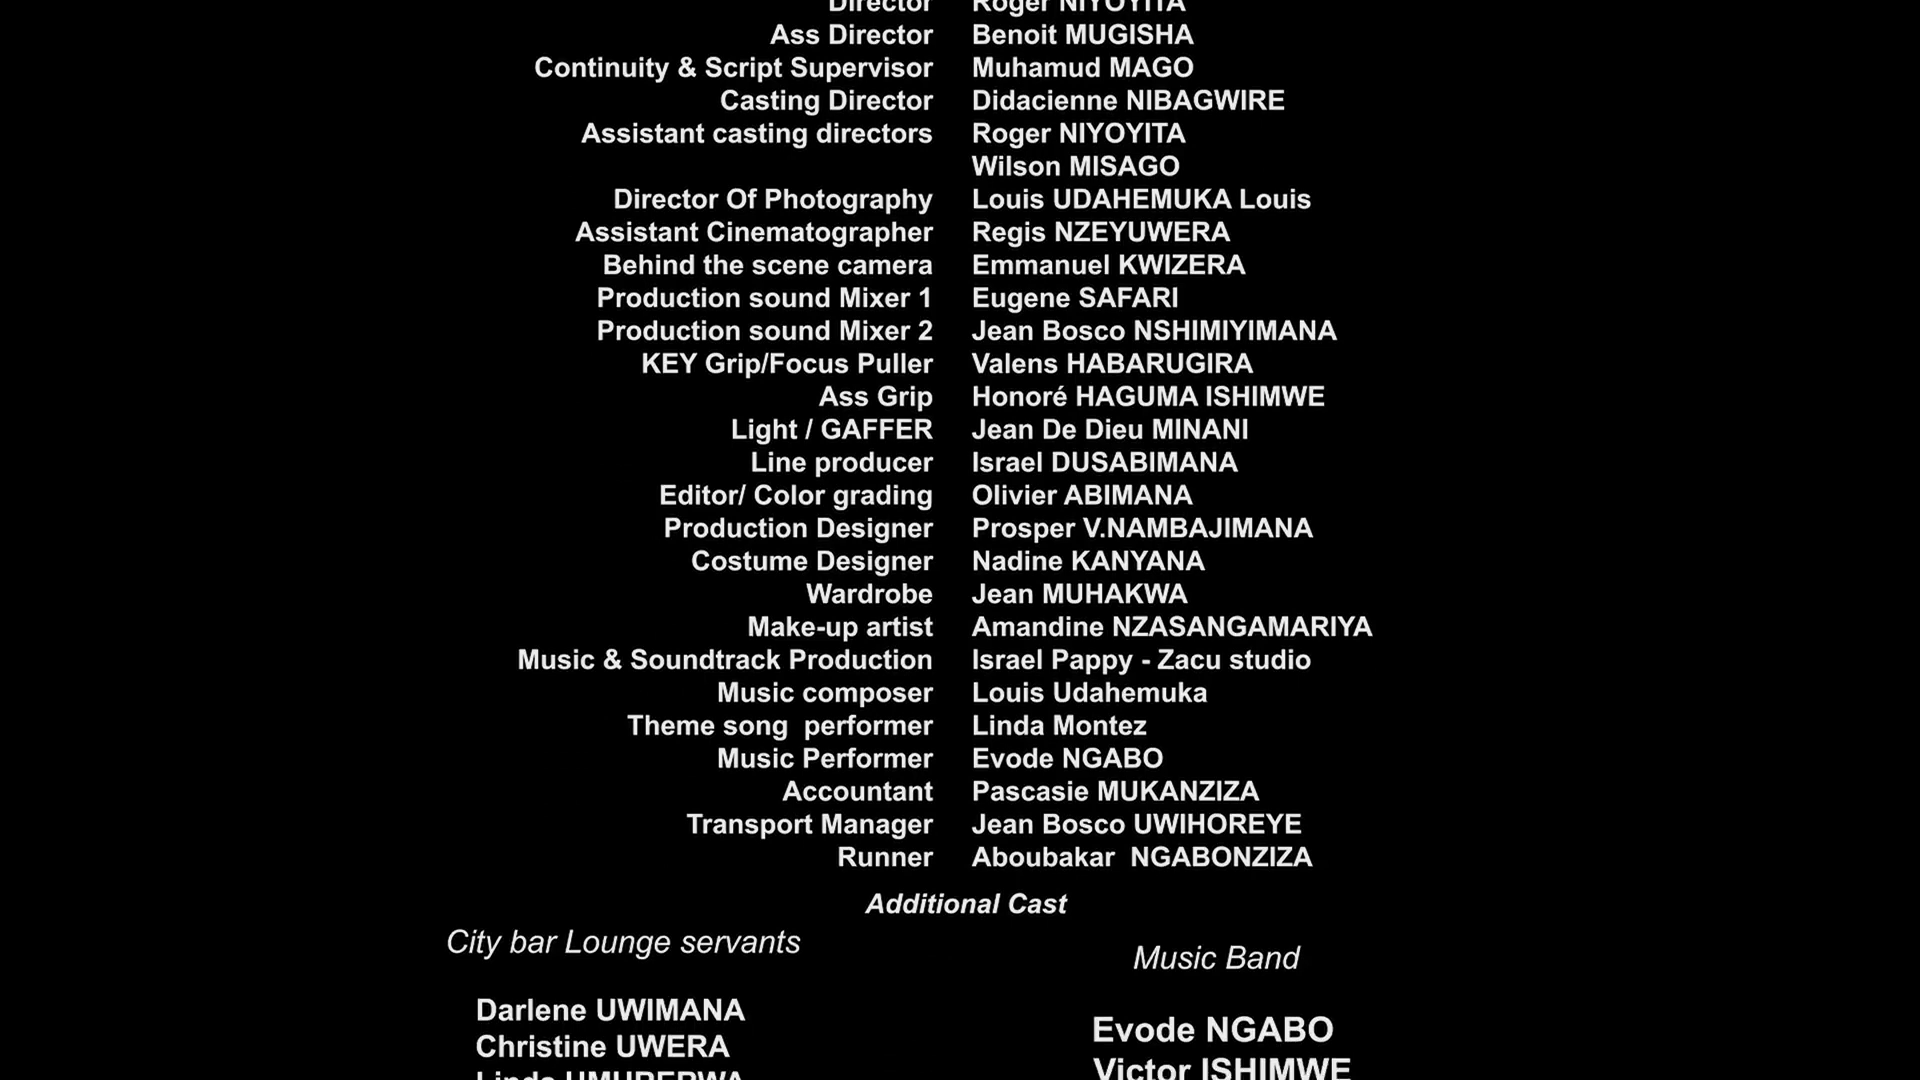 Director Roger NIYOYITA
Ass Director Benoit MUGISHA
Continuity & Script Supervisor Muhamud MAGO
Casting Director Didacienne NIBAGWIRE
Assistant casting directors Roger NIYOYITA
Wilson MISAGO
Director Of Photography Louis UDAHEMUKA Louis
Assistant Cinematographer Regis NZEYUWERA
Behind the scene camera Emmanuel KWIZERA
Production sound Mixer 1 Eugene SAFARI
Production sound Mixer 2 Jean Bosco NSHIMIYIMANA
KEY Grip/Focus Puller Valens HABARUGIRA
Ass Grip Honoré HAGUMA ISHIMWE
Light / GAFFER Jean De Dieu MINANI
Line producer Israel DUSABIMANA
Editor/ Color grading Olivier ABIMANA
Production Designer Prosper V.NAMBAJIMANA
Costume Designer Nadine KANYANA
Wardrobe Jean MUHAKWA
Make-up artist Amandine NZASANGAMARIYA
Music & Soundtrack Production Israel Pappy - Zacu studio
Music composer Louis Udahemuka
Theme song  performer Linda Montez
Music Performer Evode NGABO
Accountant Pascasie MUKANZIZA
Transport Manager Jean Bosco UWIHOREYE
Runner Aboubakar  NGABONZIZA
Additional Cast
City bar Lounge servants
Darlene UWIMANA
Christine UWERA
Linda UMURERWA
Music Band
Evode NGABO
Victor ISHIMWE